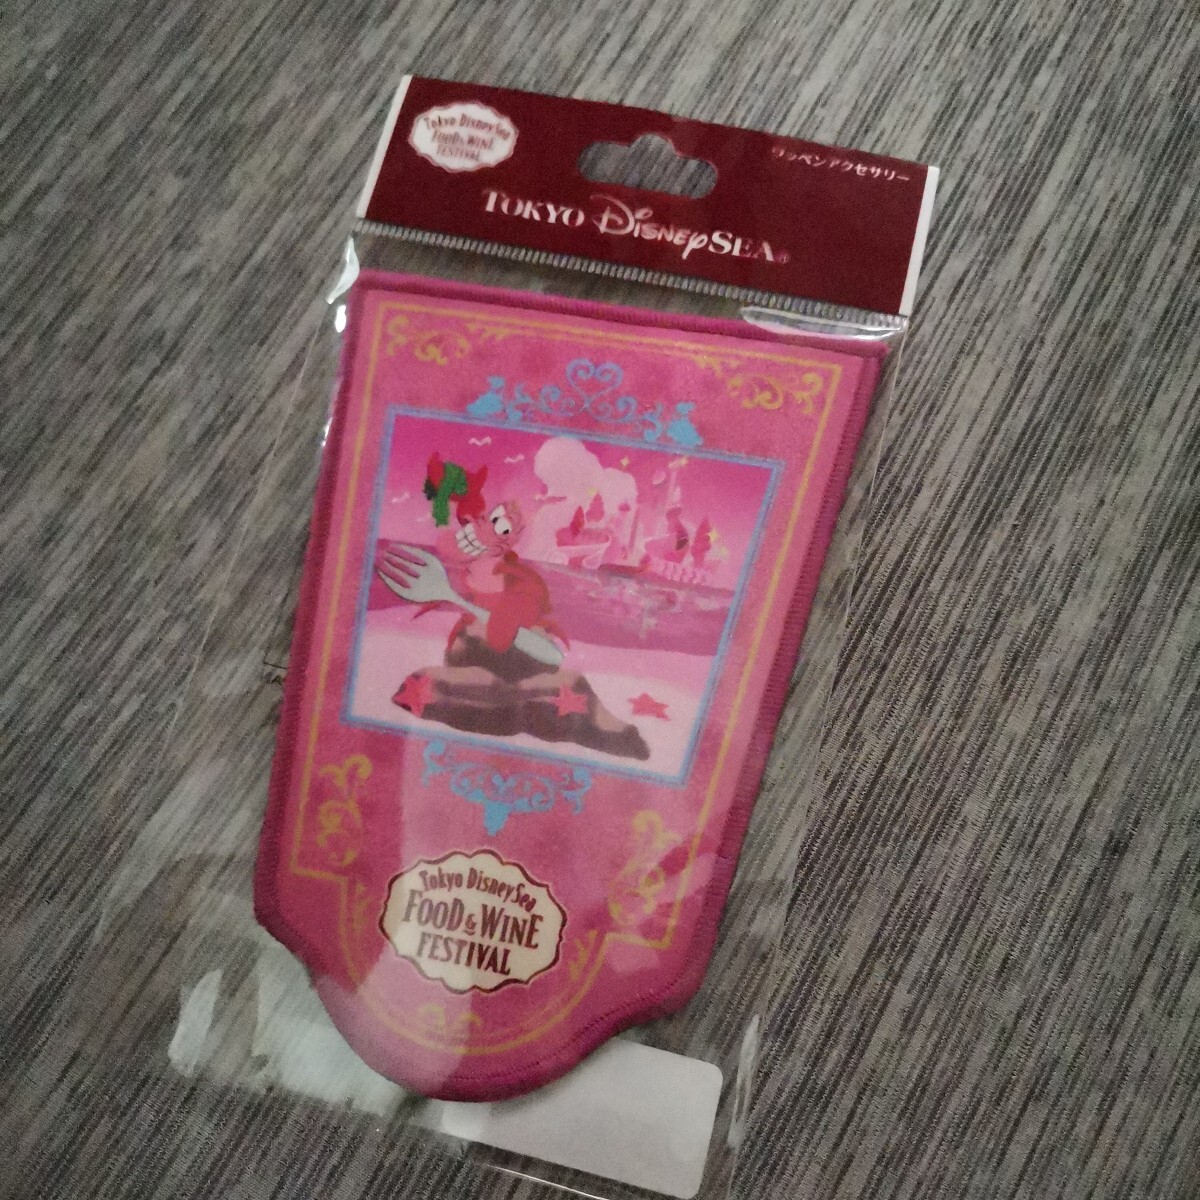 Tokyo DisneySea
FOOD & WINE
FESTIVAL
ワッペンアクセサリー
TOKYO DISNEYSEA®
Tokyo DisneySea
FOOD & WINE
FESTIVAL